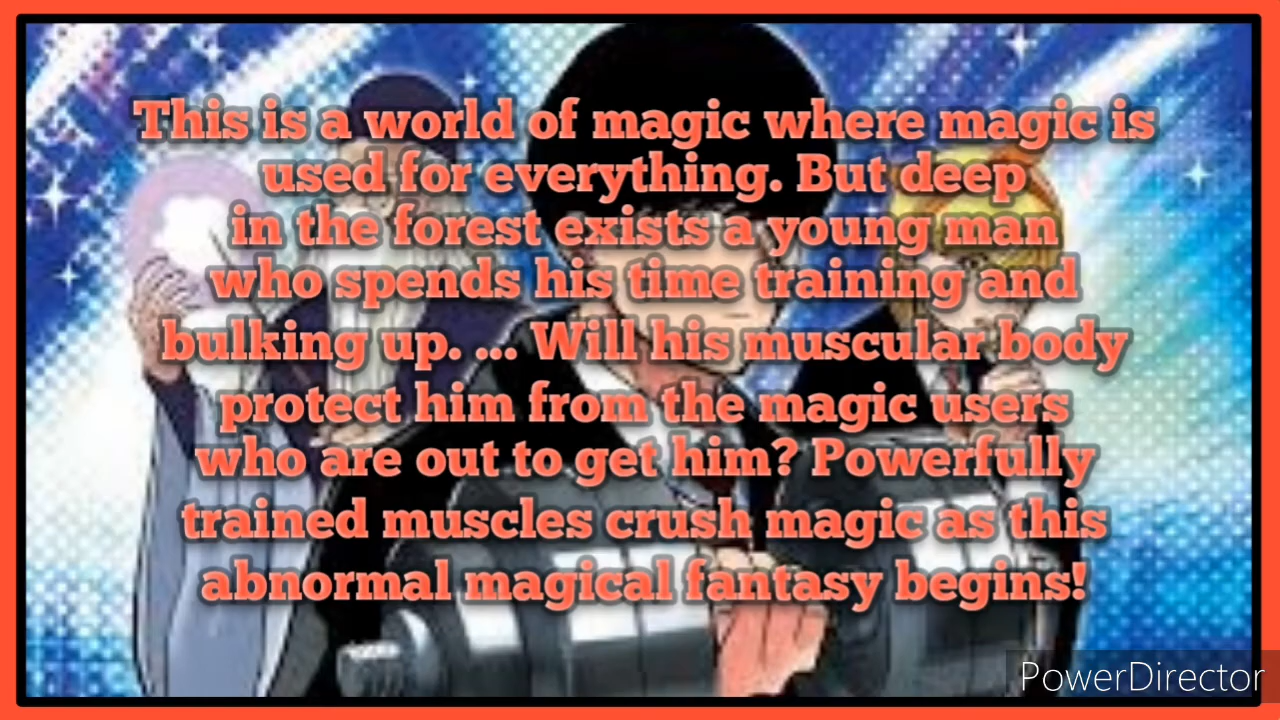 This is a world of magic where magic is
used for everything. But deep
in the forest exists a young man
who spends his time training and
bulking up. ... Will his muscular body
protect him from the magic users
who are out to get him? Powerfully
trained muscles crush magic as this
abnormal magical fantasy begins!
PowerDirector